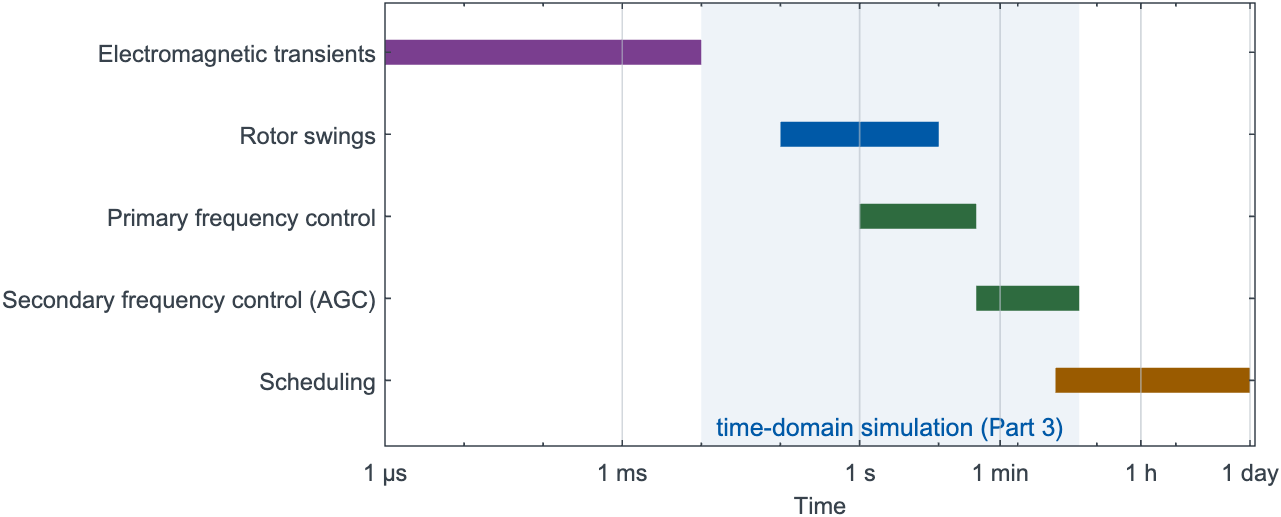 Electromagnetic transients
Rotor swings
Primary frequency control
Secondary frequency control (AGC)
Scheduling
time-domain simulation (Part 3)
1 µs 1 ms 1 s 1 min 1 h 1 day
Time